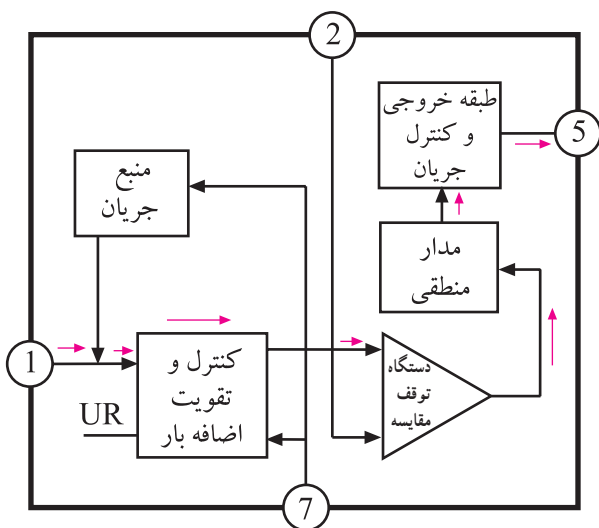 2
طبقه خروجی
و کنترل
جریان
5
منبع
جریان
مدار
منطقی
1
کنترل و
تقویت
اضافه بار
UR
دستگاه
توقف
مقایسه
7